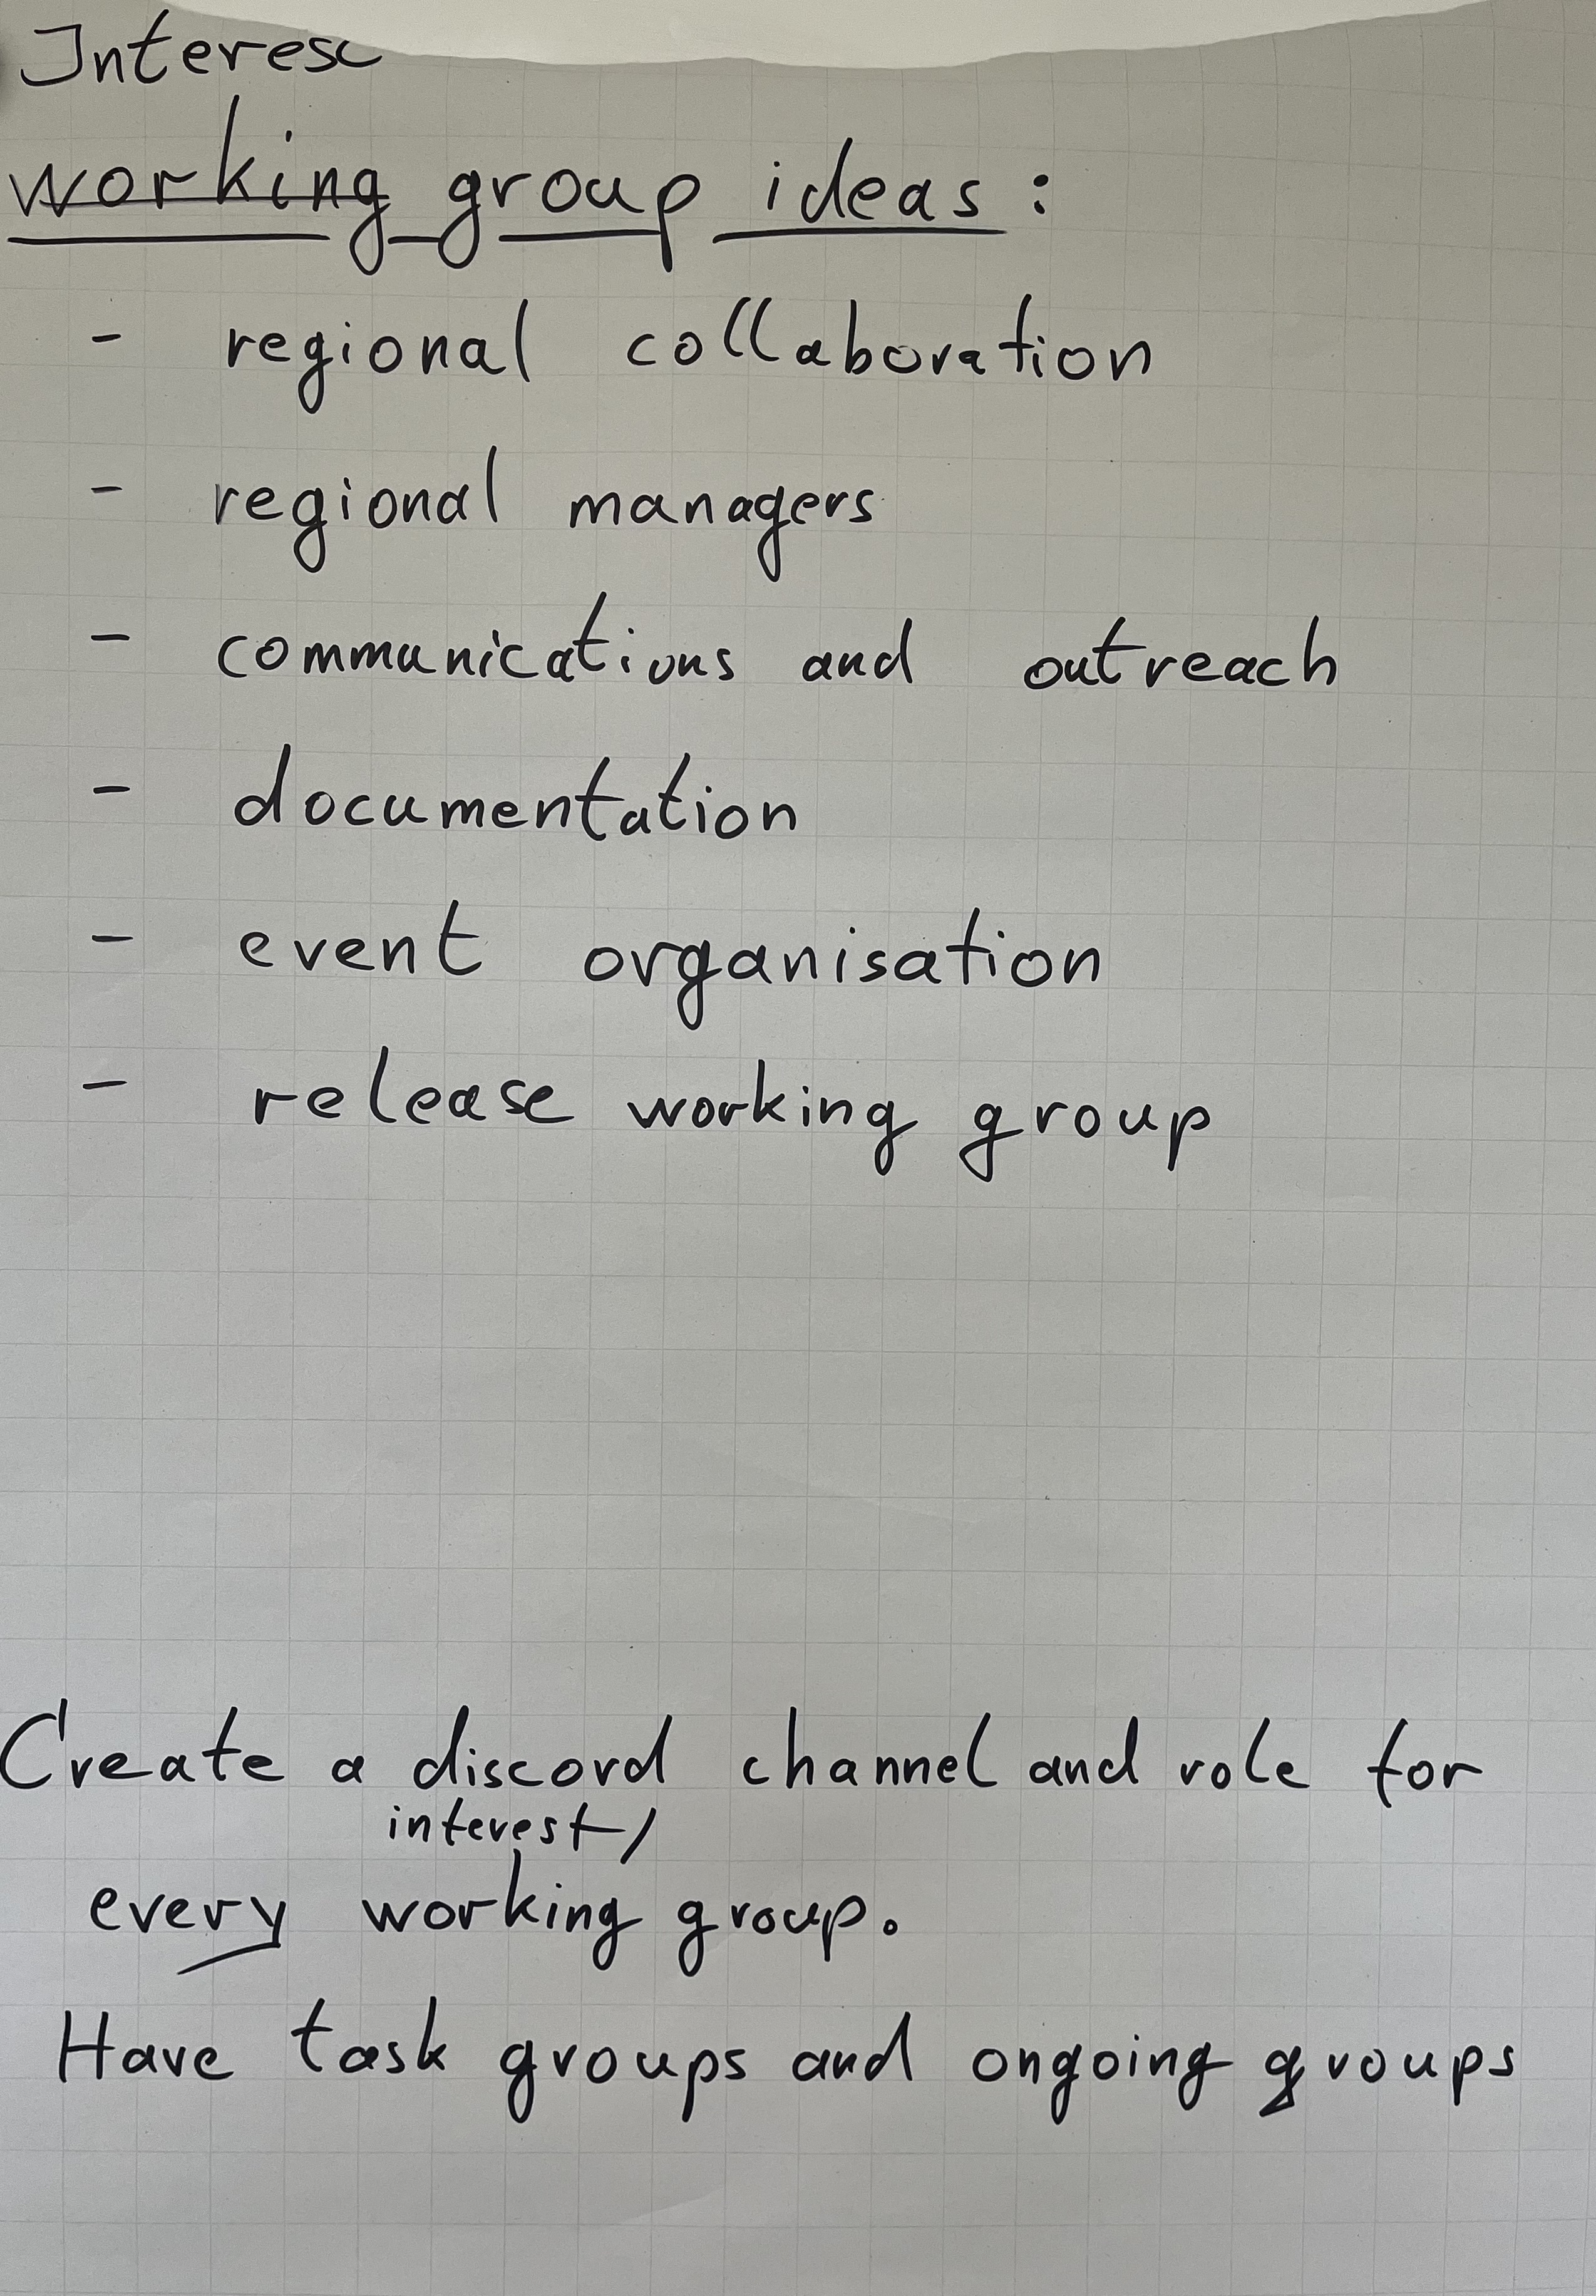 Interest
working group ideas:
- regional collaboration
- regional managers
- communications and outreach
- documentation
- event organisation
- release working group
Create a discord channel and role for
interest/
every working group.
Have task groups and ongoing groups